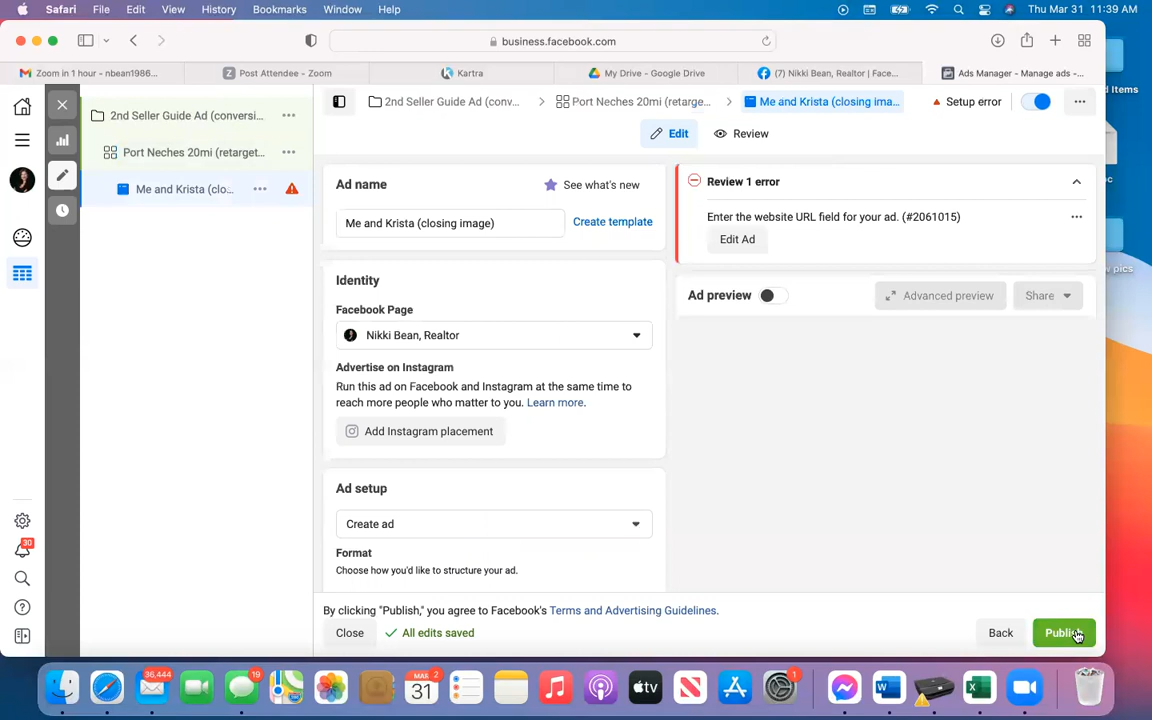 Safari File Edit View History Bookmarks Window Help Thu Mar 31 11:39 AM
business.facebook.com
Zoom in 1 hour - nbean1986... Post Attendee - Zoom Kartra My Drive - Google Drive (7) Nikki Bean, Realtor | Face... Ads Manager - Manage ads -...
2nd Seller Guide Ad (conversi...
Port Neches 20mi (retarget...
Me and Krista (clo...
2nd Seller Guide Ad (conv... Port Neches 20mi (retarge... Me and Krista (closing ima... Setup error
Edit Review
Ad name See what's new
Me and Krista (closing image) Create template
Identity
Facebook Page
Nikki Bean, Realtor
Advertise on Instagram
Run this ad on Facebook and Instagram at the same time to
reach more people who matter to you. Learn more.
Add Instagram placement
Ad setup
Create ad
Format
Choose how you'd like to structure your ad.
Review 1 error
Enter the website URL field for your ad. (#2061015)
Edit Ad
Ad preview Advanced preview Share
By clicking "Publish," you agree to Facebook's Terms and Advertising Guidelines.
Close All edits saved Back Publish
30
d Items
c
w pics
36,444 19 MAR 2 31 tv 1 W X